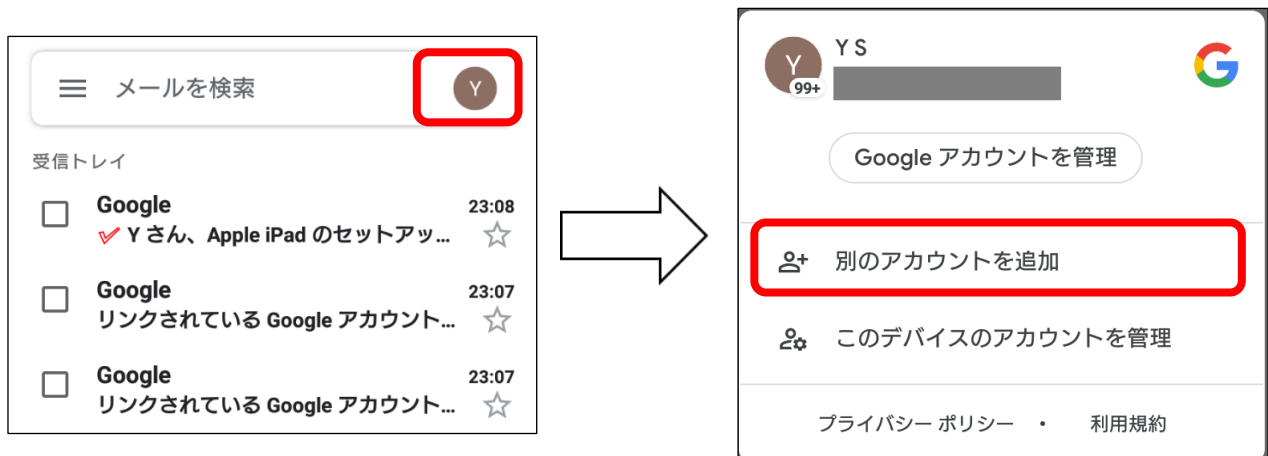 メールを検索
Y
受信トレイ
Google
23:08
Y さん、Apple iPad のセットアッ...
Google
23:07
リンクされている Google アカウント...
Google
23:07
リンクされている Google アカウント...
Y
99+
Y S
G
Google アカウントを管理
別のアカウントを追加
このデバイスのアカウントを管理
プライバシー ポリシー ・ 利用規約